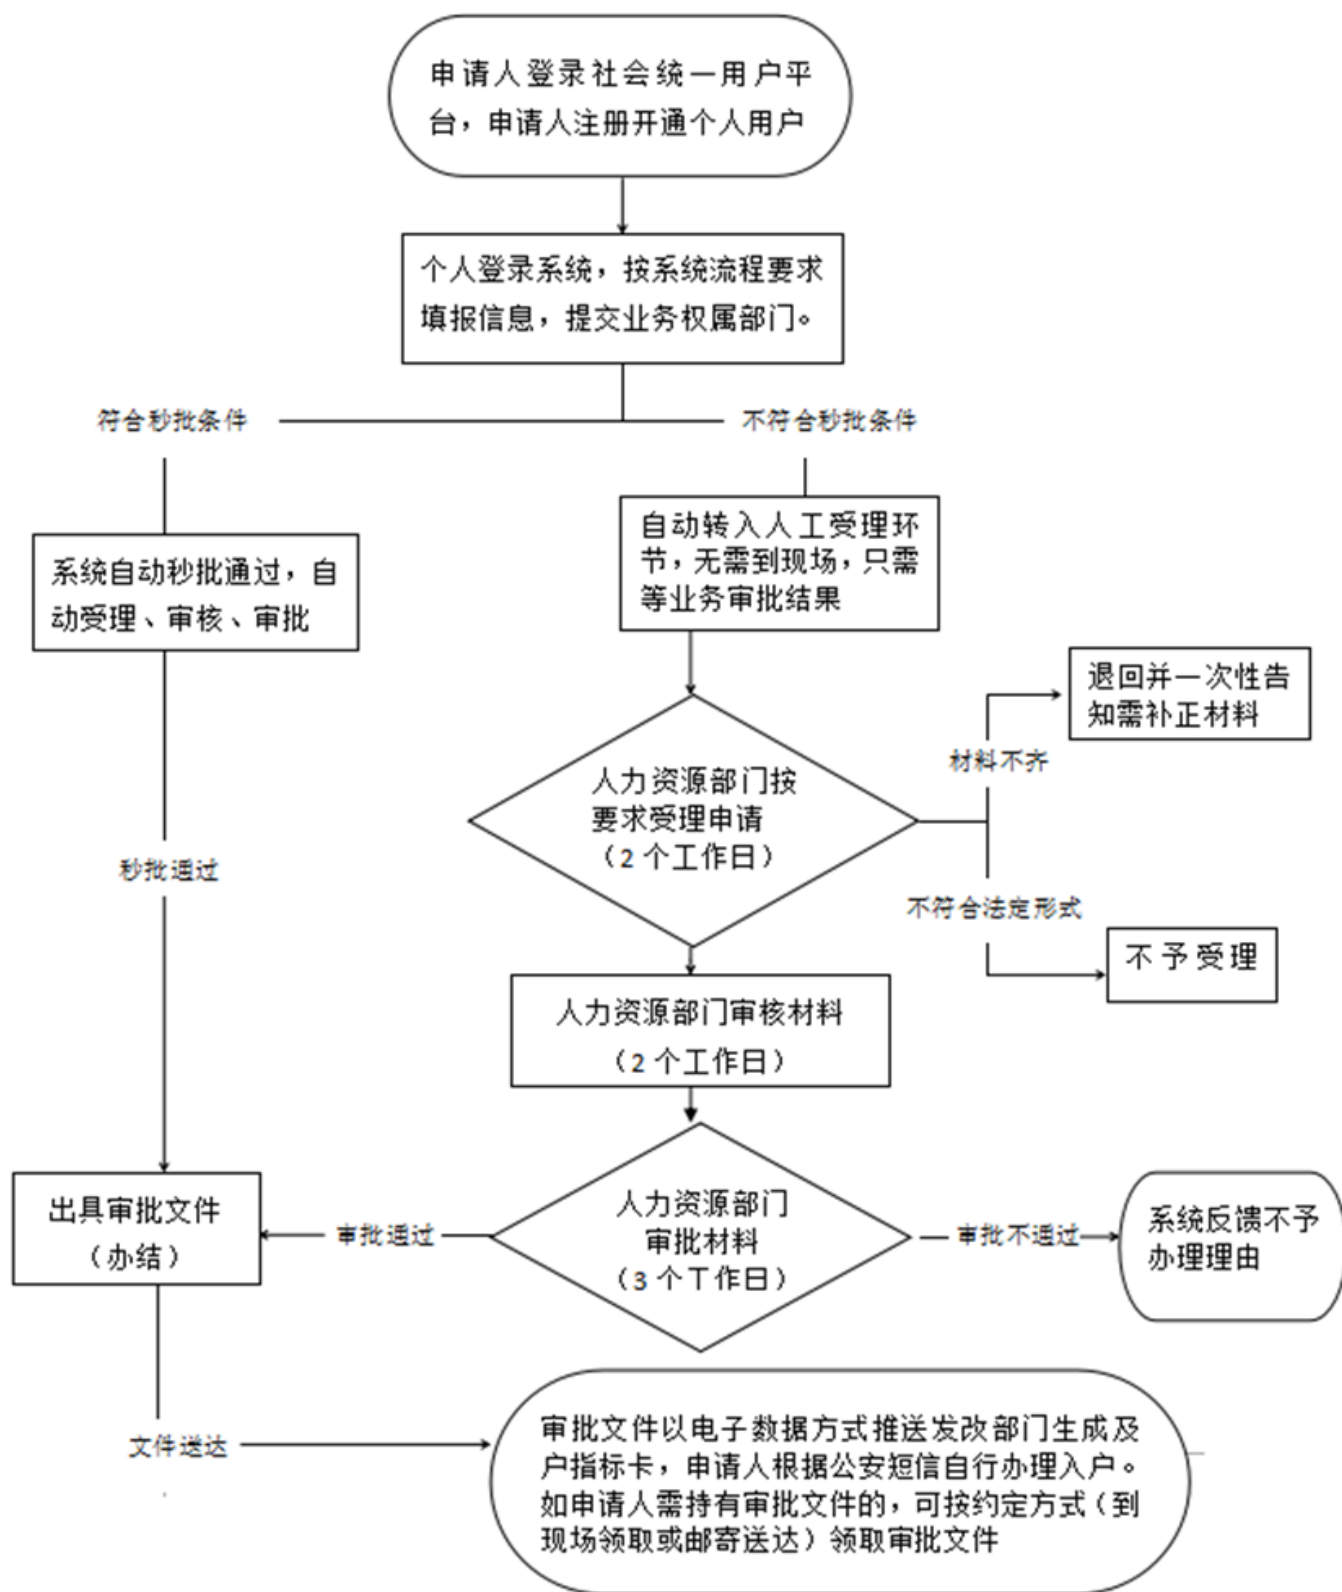 申请人登录社会统一用户平
台，申请人注册开通个人用户
个人登录系统，按系统流程要求
填报信息，提交业务权属部门。
符合秒批条件
不符合秒批条件
自动转入人工受理环
节，无需到现场，只需
等业务审批结果
系统自动秒批通过，自
动受理、审核、审批
退回并一次性告
知需补正材料
材料不齐
人力资源部门按
要求受理申请
（2 个工作日）
秒批通过
不符合法定形式
不予受理
人力资源部门审核材料
（2 个工作日）
出具审批文件
（办结）
审批通过
人力资源部门
审批材料
（3 个工作日）
审批不通过
系统反馈不予
办理理由
文件送达
审批文件以电子数据方式推送发改部门生成及
户指标卡，申请人根据公安短信自行办理入户。
如申请人需持有审批文件的，可按约定方式（到
现场领取或邮寄送达）领取审批文件